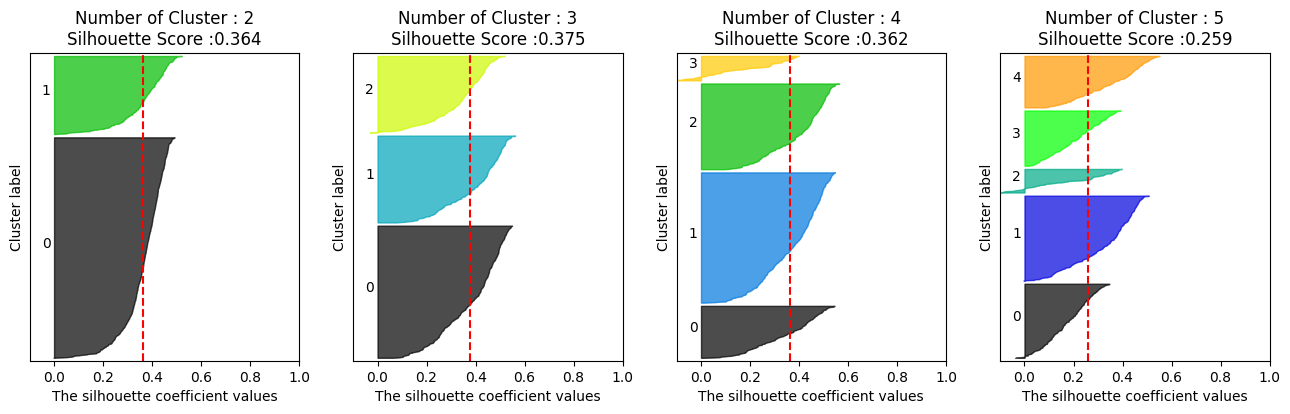 Number of Cluster : 2
Silhouette Score :0.364
1
0
Cluster label
0.0 0.2 0.4 0.6 0.8 1.0
The silhouette coefficient values
Number of Cluster : 3
Silhouette Score :0.375
2
1
0
Cluster label
0.0 0.2 0.4 0.6 0.8 1.0
The silhouette coefficient values
Number of Cluster : 4
Silhouette Score :0.362
3
2
1
0
Cluster label
0.0 0.2 0.4 0.6 0.8 1.0
The silhouette coefficient values
Number of Cluster : 5
Silhouette Score :0.259
4
3
2
1
0
Cluster label
0.0 0.2 0.4 0.6 0.8 1.0
The silhouette coefficient values